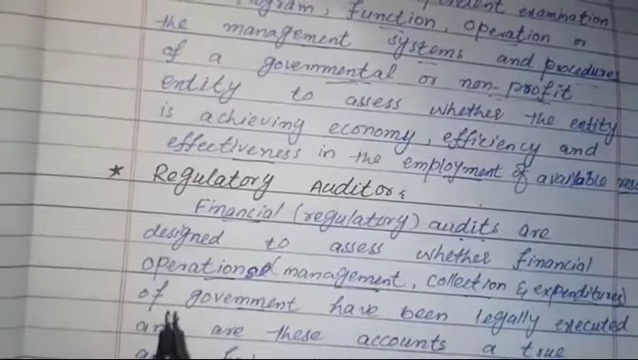 program, function, operation or
the management systems and procedures
of a governmental or non-profit
entity to assess whether the entity
is achieving economy, efficiency and
effectiveness in the employment of available
* Regulatory Auditor:
Financial (regulatory) audits are
designed to assess whether financial
operational management, collection & expenditures)
of government have been legally executed
are these accounts a true